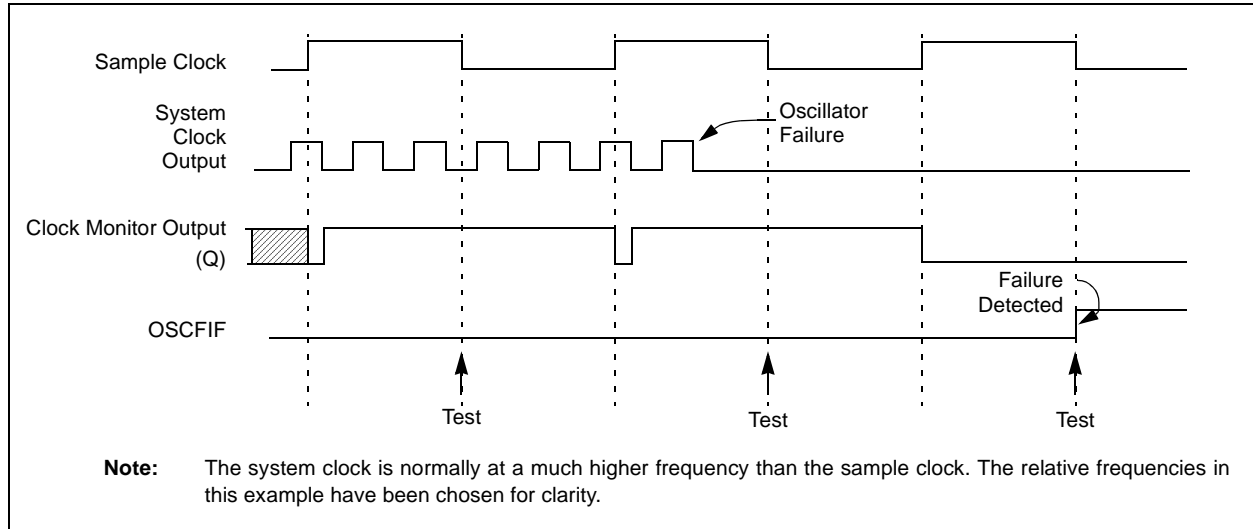 Sample Clock
System
Clock
Output
Oscillator
Failure
Clock Monitor Output
(Q)
Failure
Detected
OSCFIF
Test
Test
Test
Note: The system clock is normally at a much higher frequency than the sample clock. The relative frequencies in
this example have been chosen for clarity.